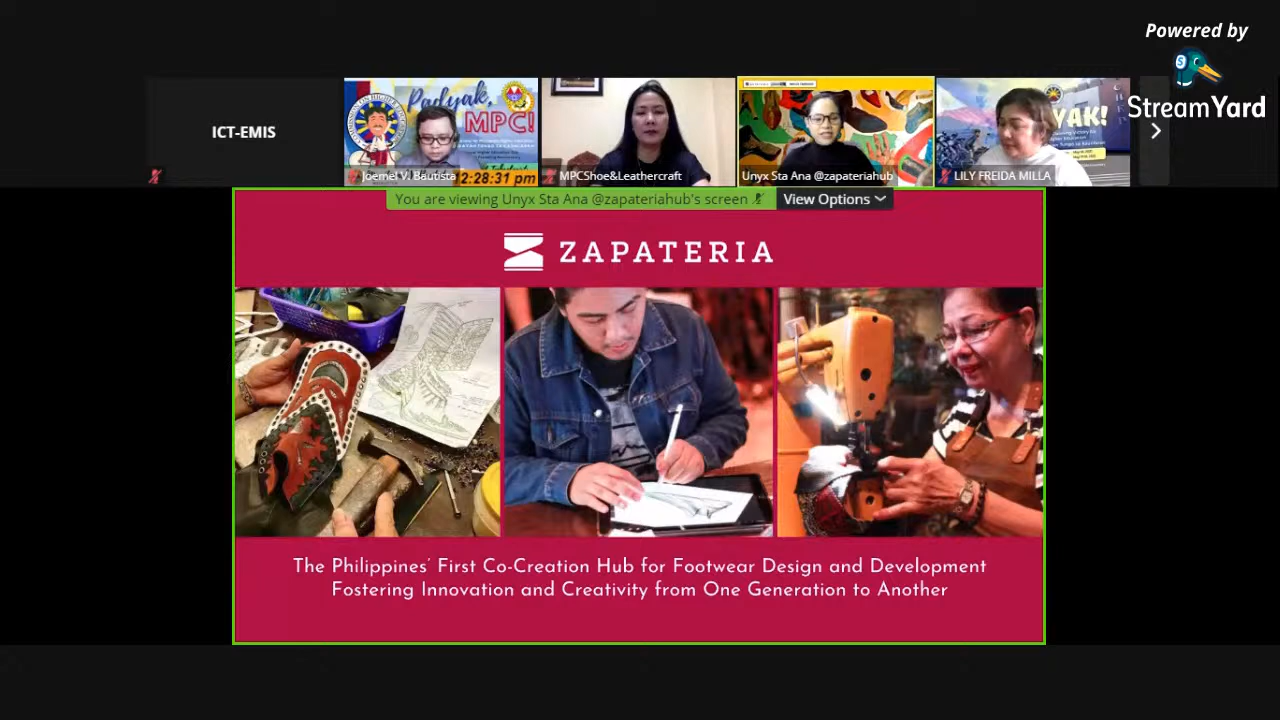 Powered by
StreamYard
ICT-EMIS
Padyak,
MPC!
2:28:31 pm
Joemel V. Bautista
MPCShoe&Leathercraft
Unyx Sta Ana @zapateriahub
YAK!
LILY FREIDA MILLA
You are viewing Unyx Sta Ana @zapateriahub's screen
View Options
ZAPATERIA
The Philippines' First Co-Creation Hub for Footwear Design and Development
Fostering Innovation and Creativity from One Generation to Another